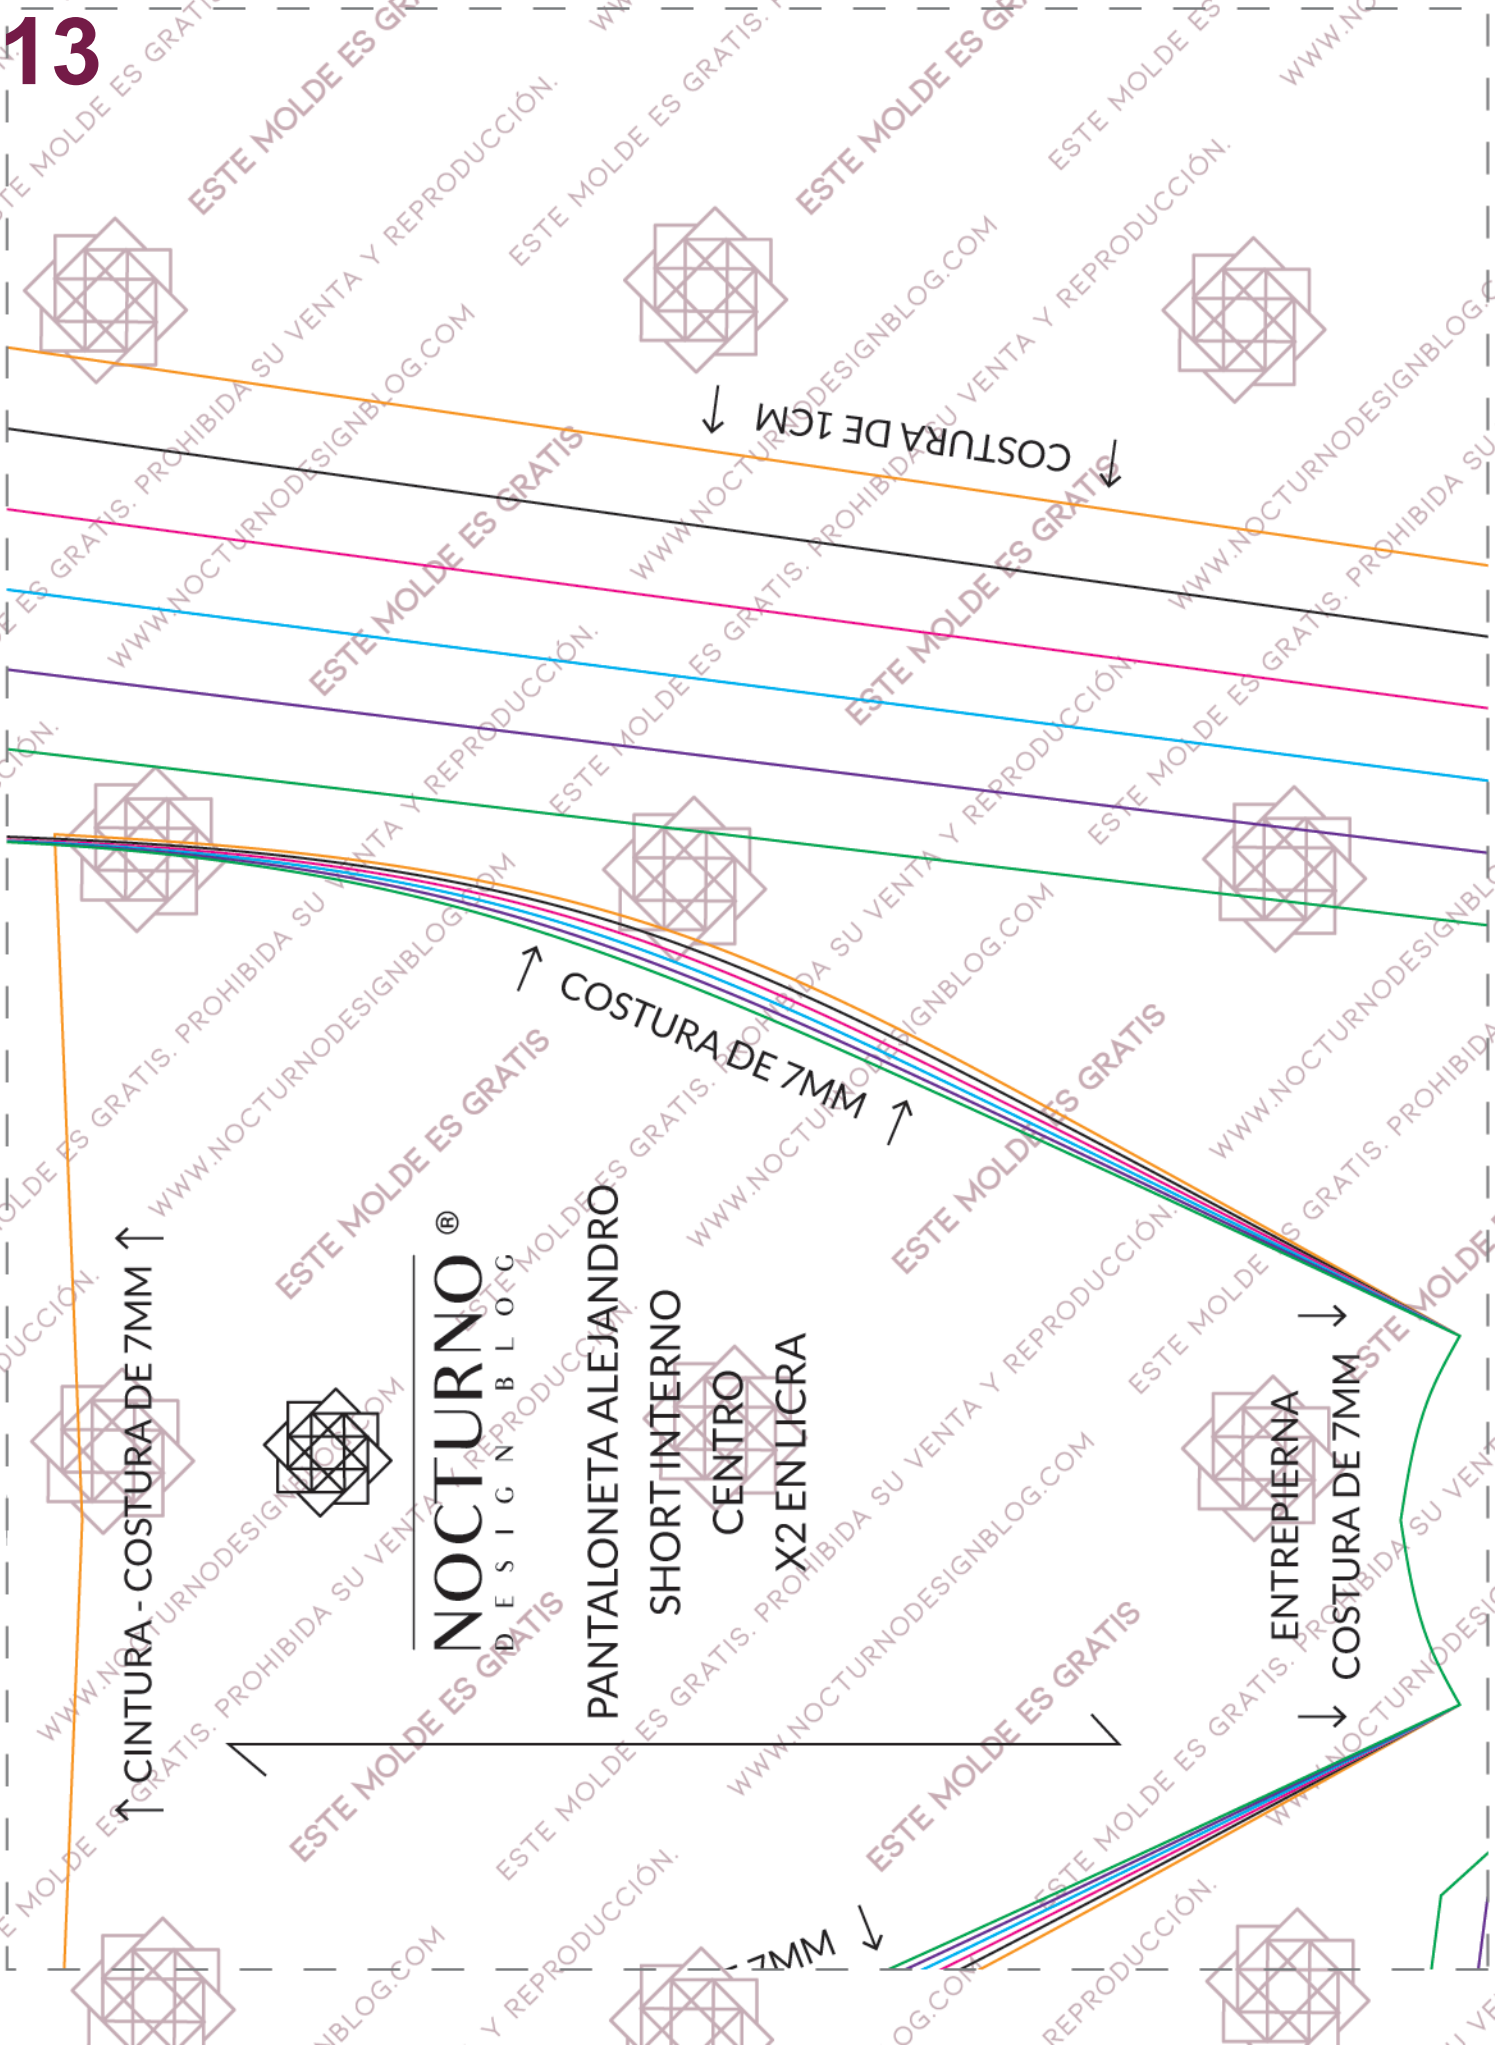 13
COSTURA DE 1CM
COSTURA DE 7MM
CINTURA - COSTURA DE 7MM
NOCTURNO ®
DESIGN BLOG
PANTALONETA ALEJANDRO
SHORT INTERNO
CENTRO
X2 EN LICRA
ENTREPIERNA
COSTURA DE 7MM
7MM
ESTE MOLDE ES GRATIS
ESTE MOLDE ES GRATIS. PROHIBIDA SU VENTA Y REPRODUCCIÓN.
WWW.NOCTURNODESIGNBLOG.COM